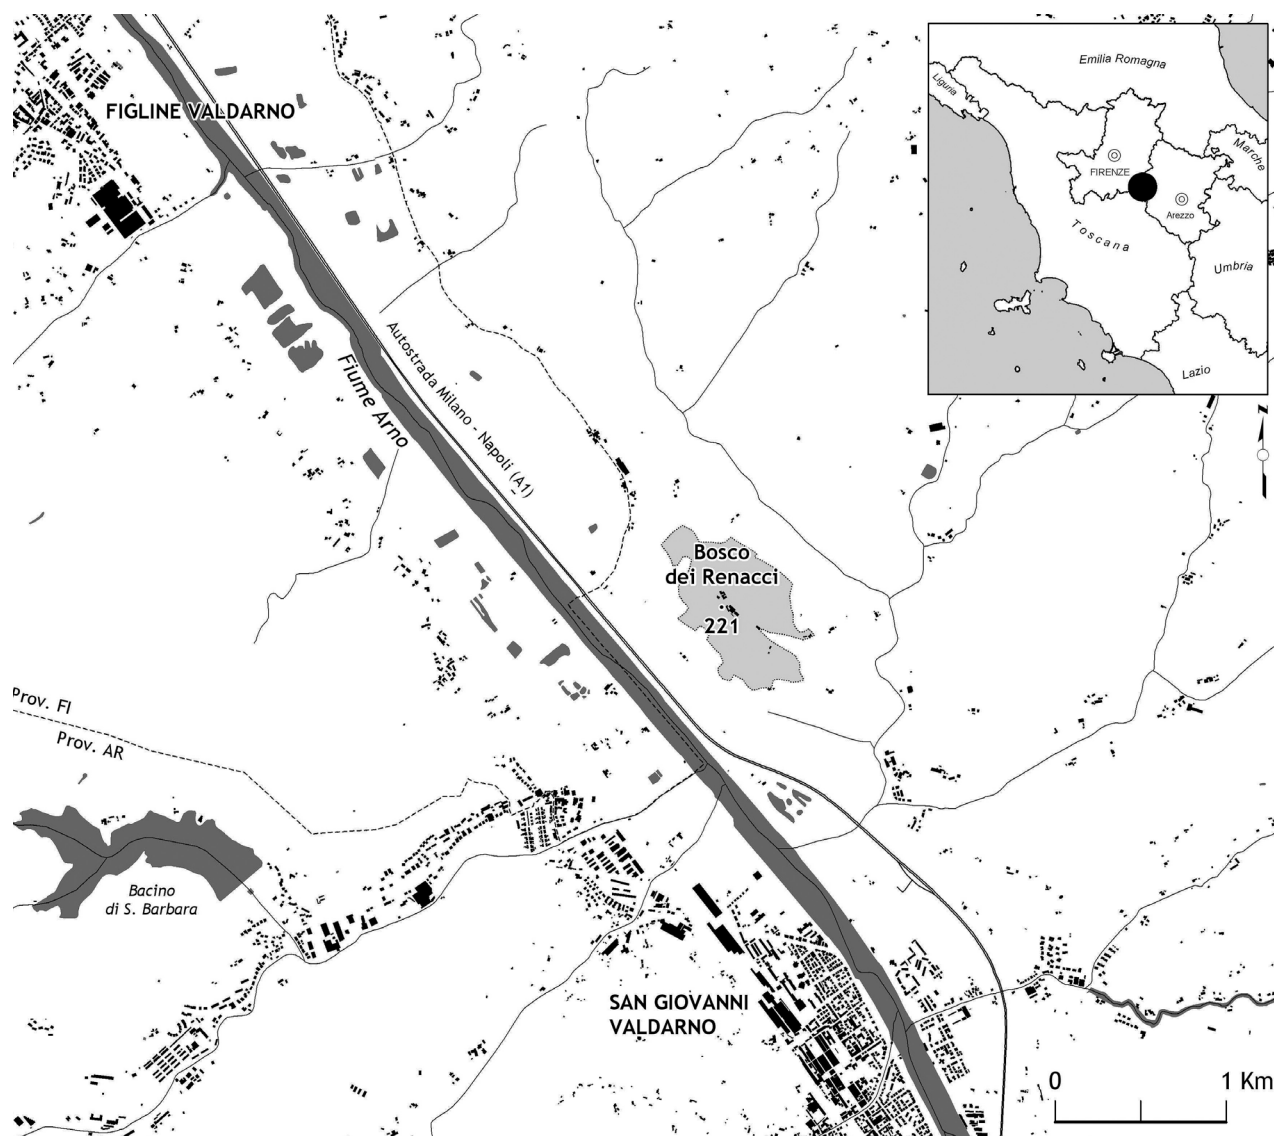 FIGLINE VALDARNO
Emilia Romagna
Liguria
Marche
FIRENZE
Arezzo
Toscana
Umbria
Lazio
Autostrada Milano - Napoli (A1)
Fiume Arno
N
Bosco
dei Renacci
221
Prov. FI
Prov. AR
Bacino
di S. Barbara
SAN GIOVANNI
VALDARNO
0 1 Km